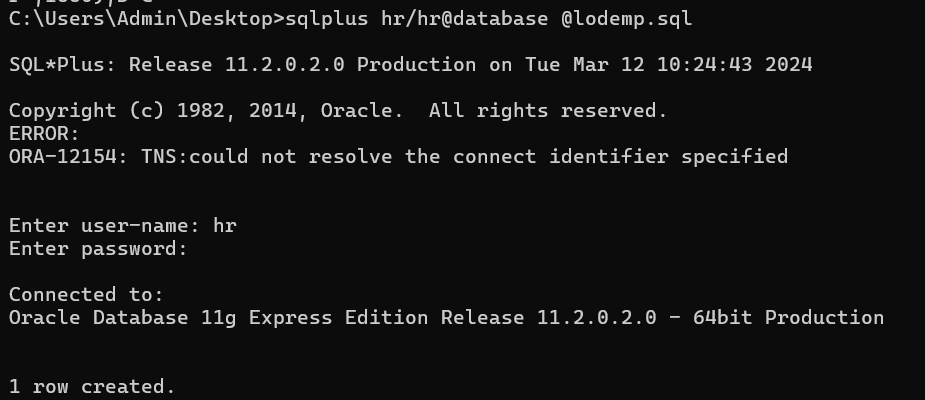 C:\Users\Admin\Desktop>sqlplus hr/hr@database @lodemp.sql
SQL*Plus: Release 11.2.0.2.0 Production on Tue Mar 12 10:24:43 2024
Copyright (c) 1982, 2014, Oracle.  All rights reserved.
ERROR:
ORA-12154: TNS:could not resolve the connect identifier specified
Enter user-name: hr
Enter password:
Connected to:
Oracle Database 11g Express Edition Release 11.2.0.2.0 - 64bit Production
1 row created.